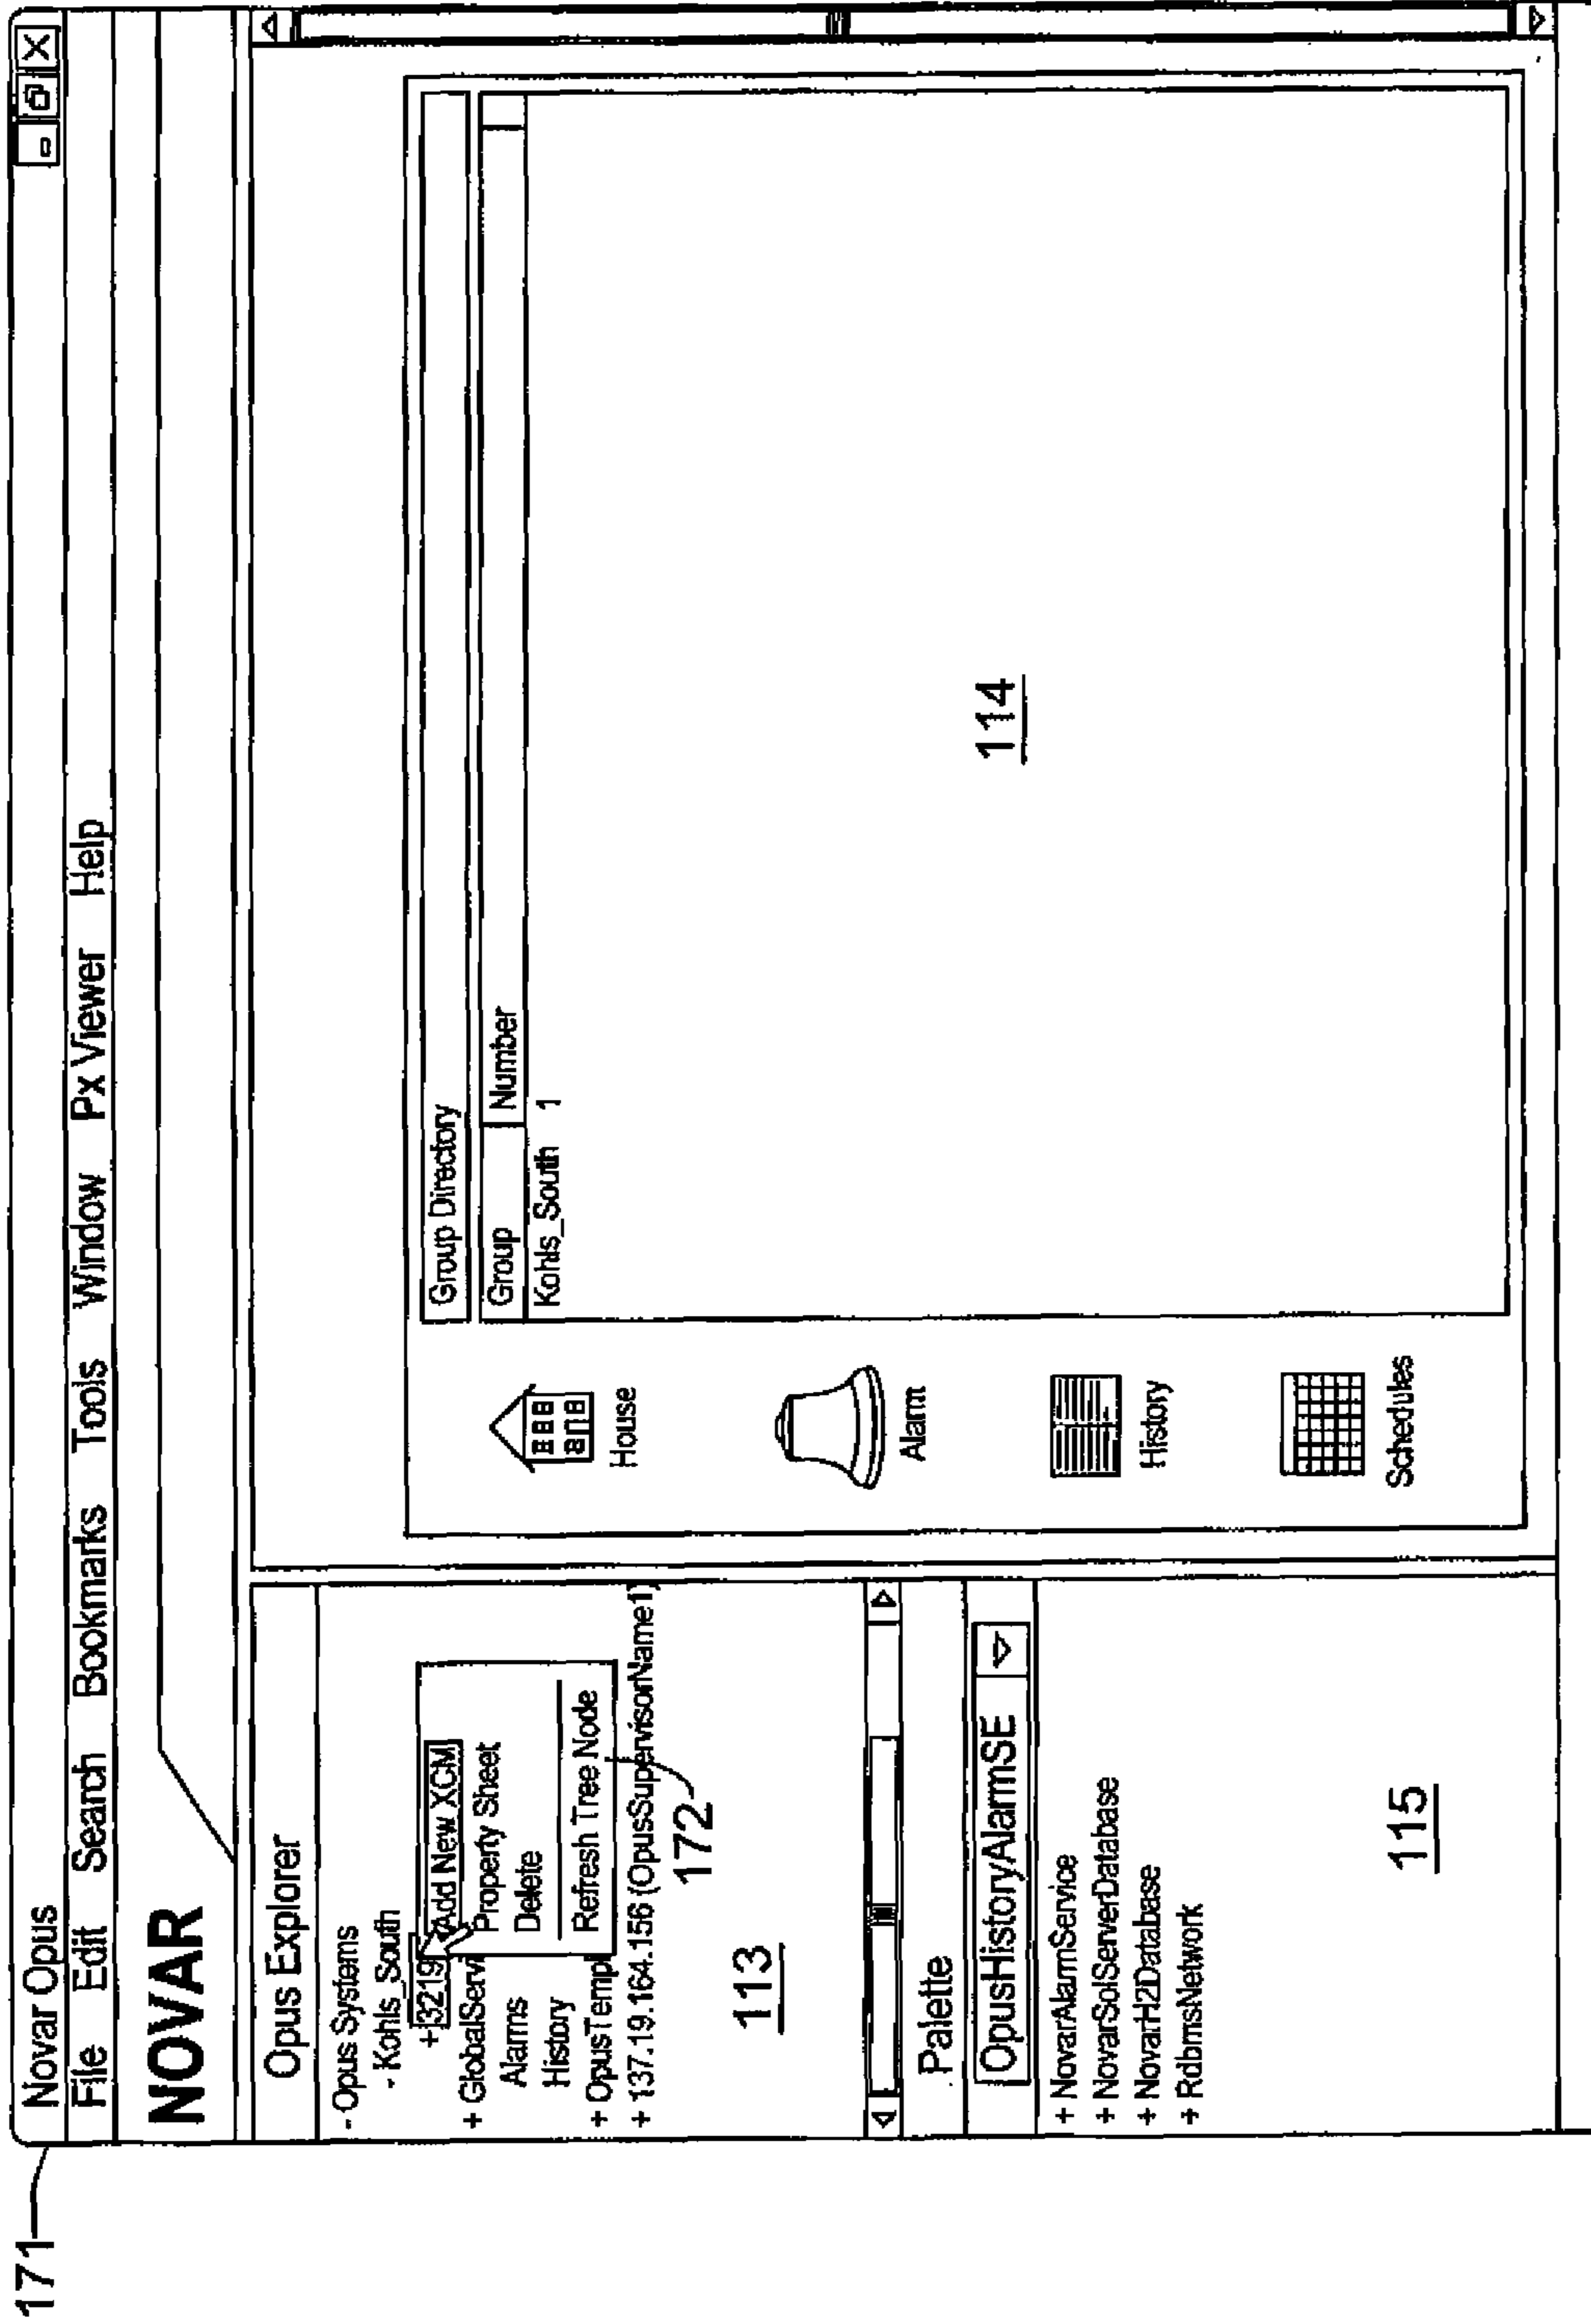 171
Novar Opus
File Edit Search Bookmarks Tools Window Px Viewer Help
NOVAR
Opus Explorer
- Opus Systems
- Kohls_South
+ 3219
+ GlobalServi
Alarms
History
+ OpusTempl
+ 137.19.164.156 (OpusSupervisorName1)
Add New XCM
Property Sheet
Delete
Refresh Tree Node
172
113
Palette
OpusHistoryAlarmSE
+ NovarAlarmService
+ NovarSolServerDatabase
+ NovarH2Database
+ RdbmsNetwork
115
House
Alarm
History
Schedules
Group Directory
Group Number
Kohls_South 1
114